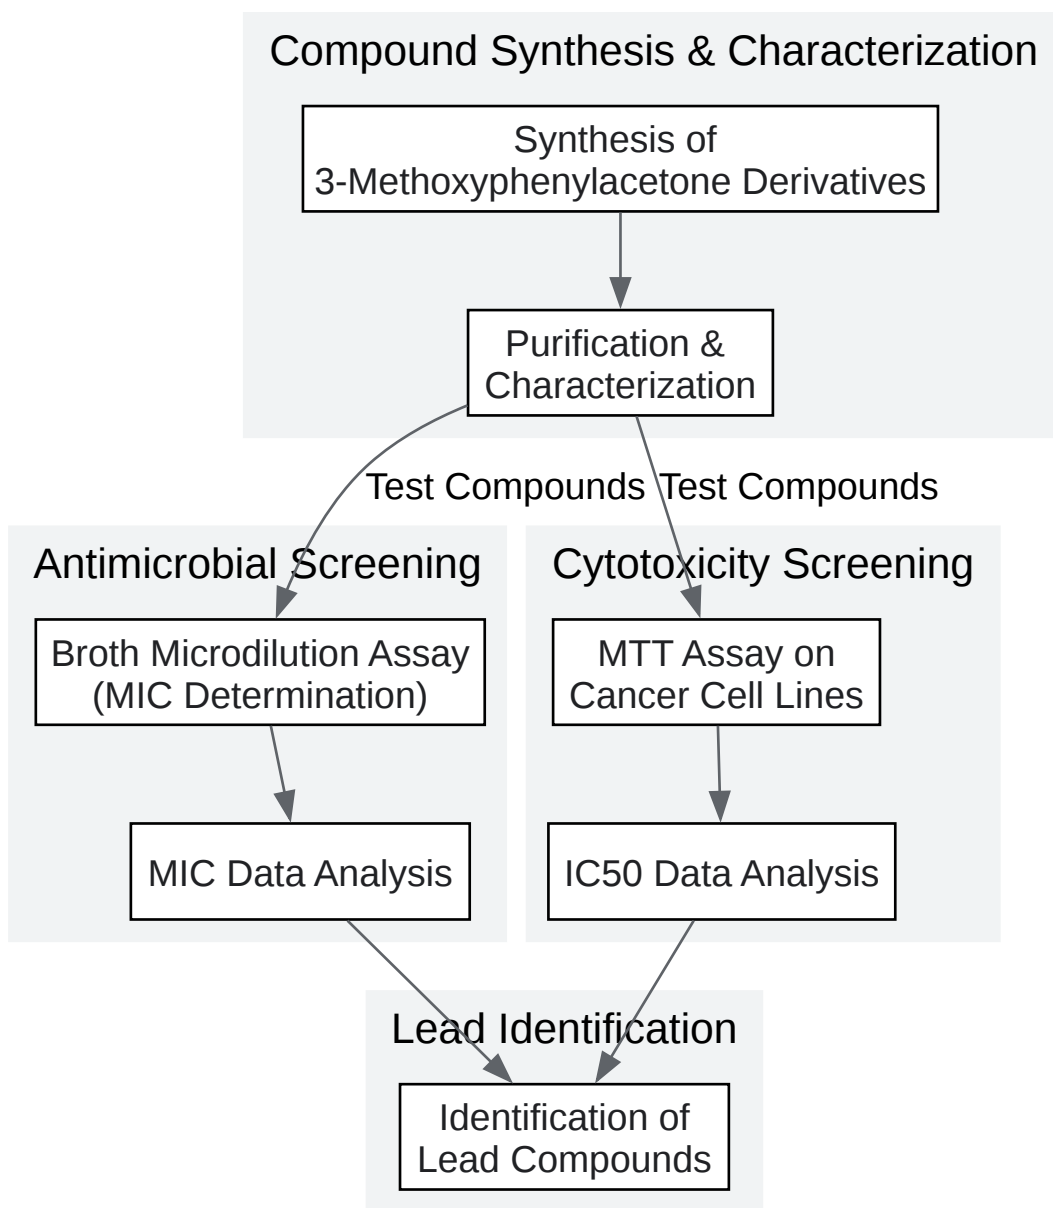 Compound Synthesis & Characterization
Synthesis of
3-Methoxyphenylacetone Derivatives
Purification &
Characterization
Test Compounds
Test Compounds
Antimicrobial Screening
Cytotoxicity Screening
Broth Microdilution Assay
(MIC Determination)
MTT Assay on
Cancer Cell Lines
MIC Data Analysis
IC50 Data Analysis
Lead Identification
Identification of
Lead Compounds